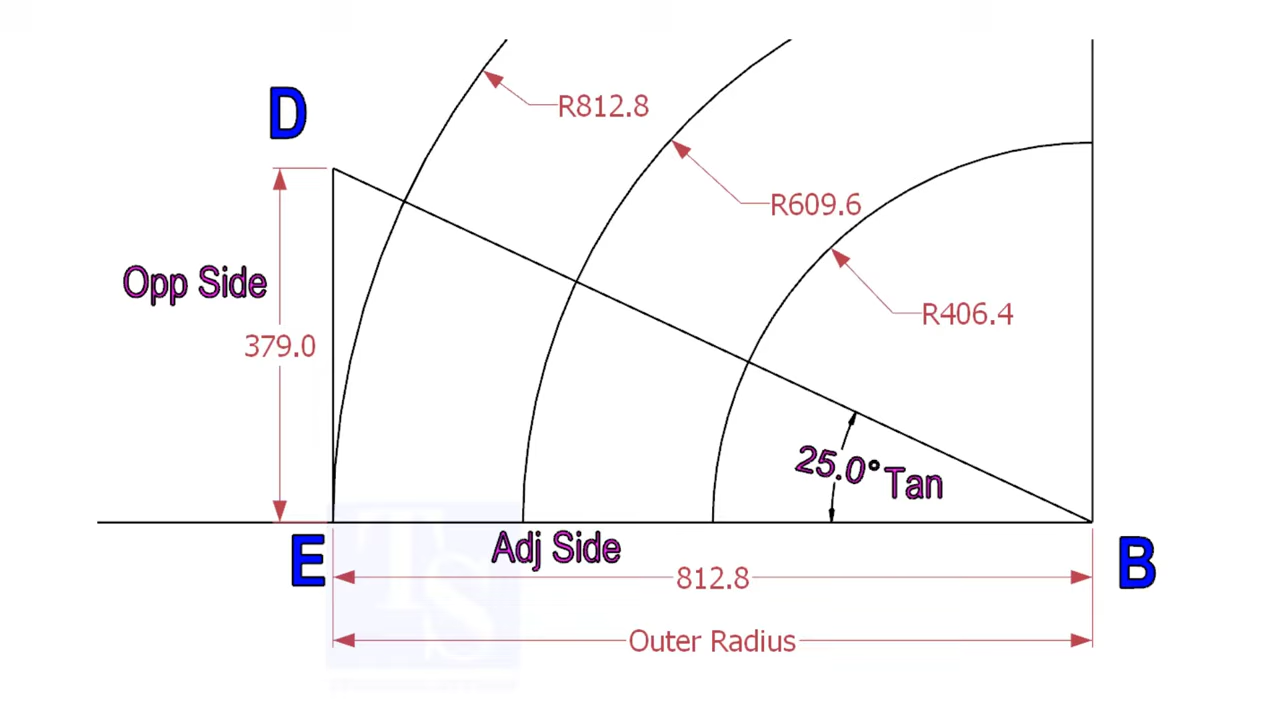 D
R812.8
R609.6
Opp Side
R406.4
379.0
25.0° Tan
E
Adj Side
B
812.8
Outer Radius
TS